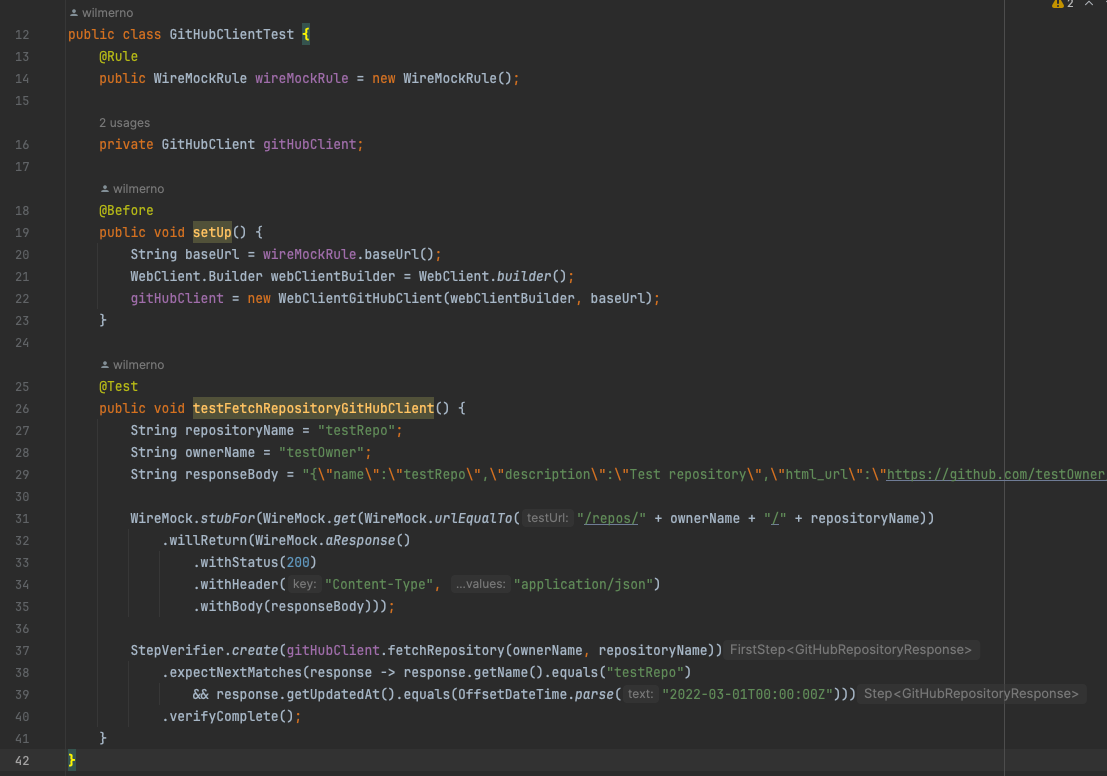 2
wilmerno
12 public class GitHubClientTest {
13 @Rule
14 public WireMockRule wireMockRule = new WireMockRule();
15
2 usages
16 private GitHubClient gitHubClient;
17
wilmerno
18 @Before
19 public void setUp() {
20 String baseUrl = wireMockRule.baseUrl();
21 WebClient.Builder webClientBuilder = WebClient.builder();
22 gitHubClient = new WebClientGitHubClient(webClientBuilder, baseUrl);
23 }
24
wilmerno
25 @Test
26 public void testFetchRepositoryGitHubClient() {
27 String repositoryName = "testRepo";
28 String ownerName = "testOwner";
29 String responseBody = "{\"name\":\"testRepo\",\"description\":\"Test repository\",\"html_url\":\"https://github.com/testOwner
30
31 WireMock.stubFor(WireMock.get(WireMock.urlEqualTo( testUrl: "/repos/" + ownerName + "/" + repositoryName))
32 .willReturn(WireMock.aResponse()
33 .withStatus(200)
34 .withHeader( key: "Content-Type", ...values: "application/json")
35 .withBody(responseBody)));
36
37 StepVerifier.create(gitHubClient.fetchRepository(ownerName, repositoryName)) FirstStep<GitHubRepositoryResponse>
38 .expectNextMatches(response -> response.getName().equals("testRepo")
39 && response.getUpdatedAt().equals(OffsetDateTime.parse( text: "2022-03-01T00:00:00Z"))) Step<GitHubRepositoryResponse>
40 .verifyComplete();
41 }
42 }